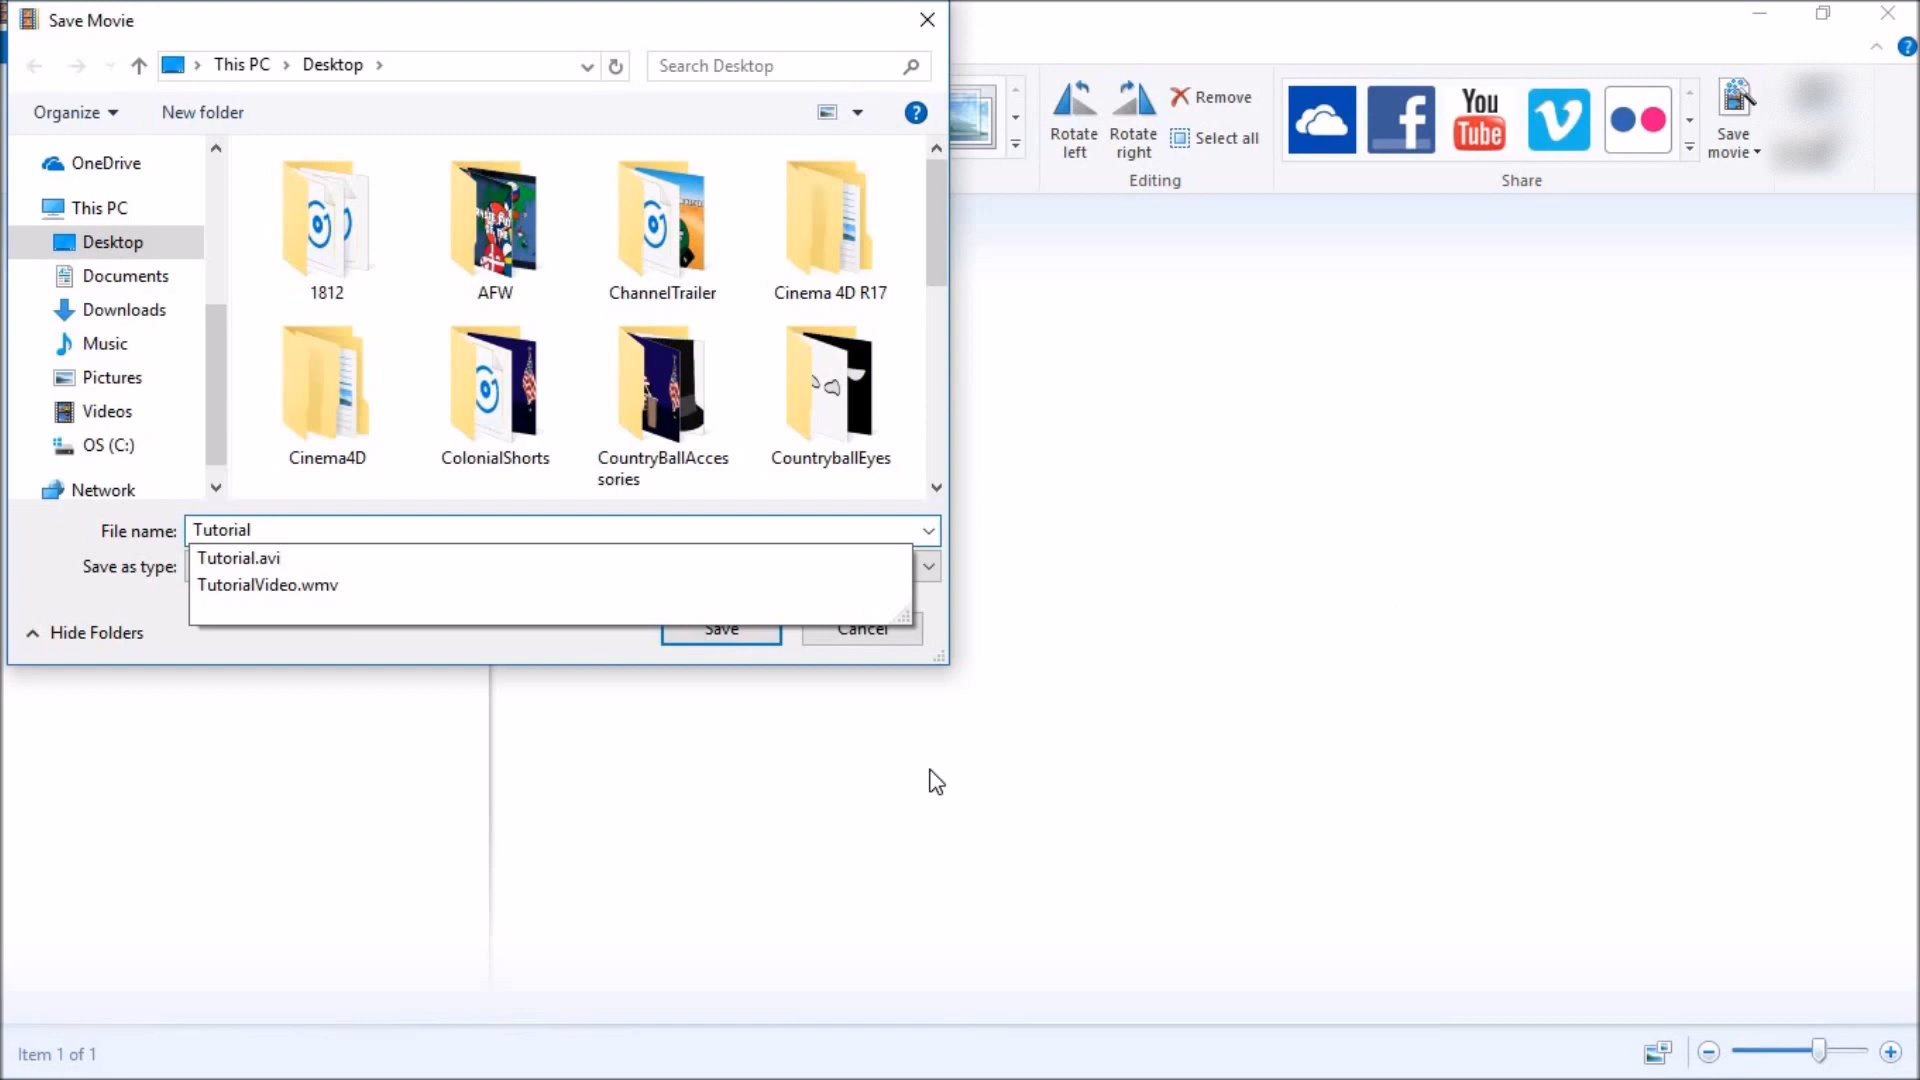 Save Movie
This PC
Desktop
Search Desktop
Organize
New folder
OneDrive
This PC
Desktop
Documents
Downloads
Music
Pictures
Videos
OS (C:)
Network
1812
AFW
ChannelTrailer
Cinema 4D R17
Cinema4D
ColonialShorts
CountryBallAcces
sories
CountryballEyes
File name:
Tutorial
Save as type:
Tutorial.avi
TutorialVideo.wmv
Hide Folders
Save
Cancel
Rotate
left
Rotate
right
Remove
Select all
Editing
You
Tube
Share
Save
movie
Item 1 of 1